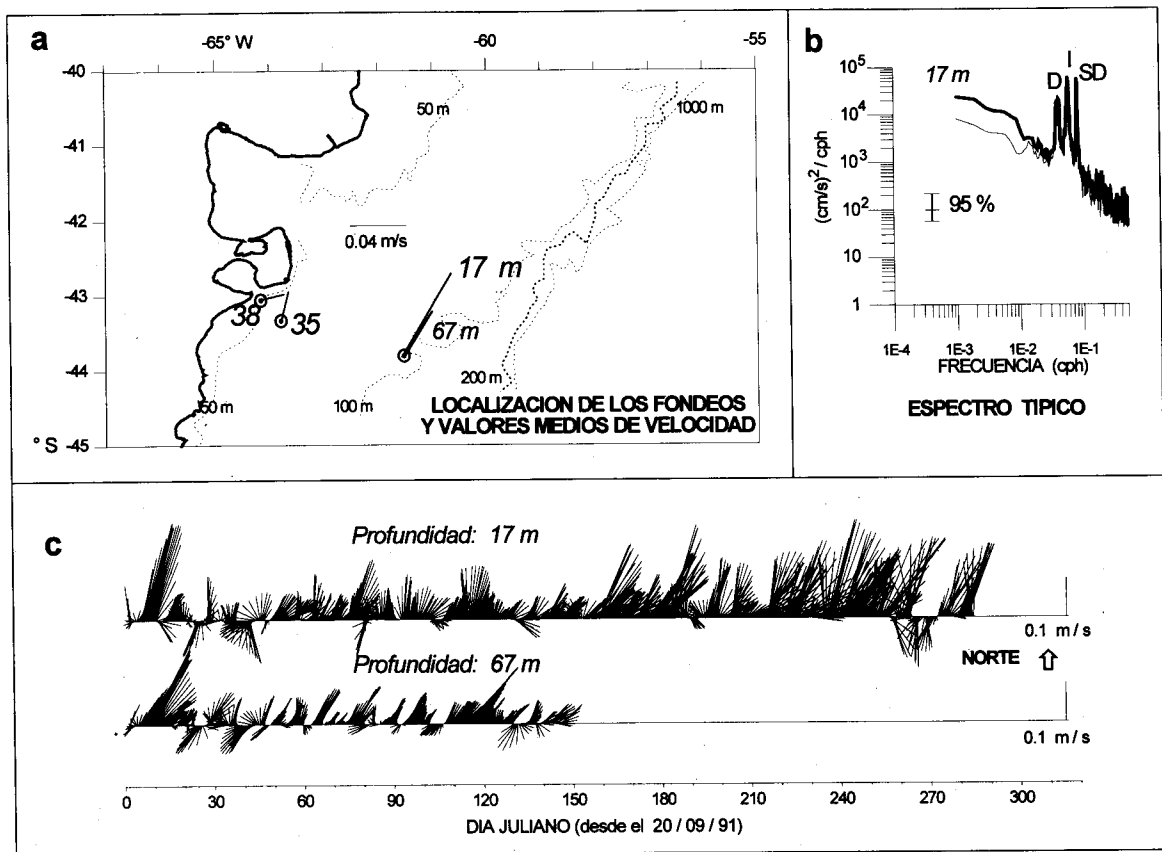 a
-65° W
-60
-55
-40
-41
-42
-43
-44
° S -45
50 m
1000 m
0.04 m/s
17 m
67 m
38
35
200 m
50 m
100 m
LOCALIZACION DE LOS FONDEOS
Y VALORES MEDIOS DE VELOCIDAD
b
17 m
D
I
SD
(cm/s)² / cph
10⁵
10⁴
10³
10²
10
1
95 %
1E-4
1E-3
1E-2
1E-1
FRECUENCIA (cph)
ESPECTRO TIPICO
c
Profundidad: 17 m
0.1 m / s
NORTE
Profundidad: 67 m
0.1 m / s
0 30 60 90 120 150 180 210 240 270 300
DIA JULIANO (desde el 20 / 09 / 91)